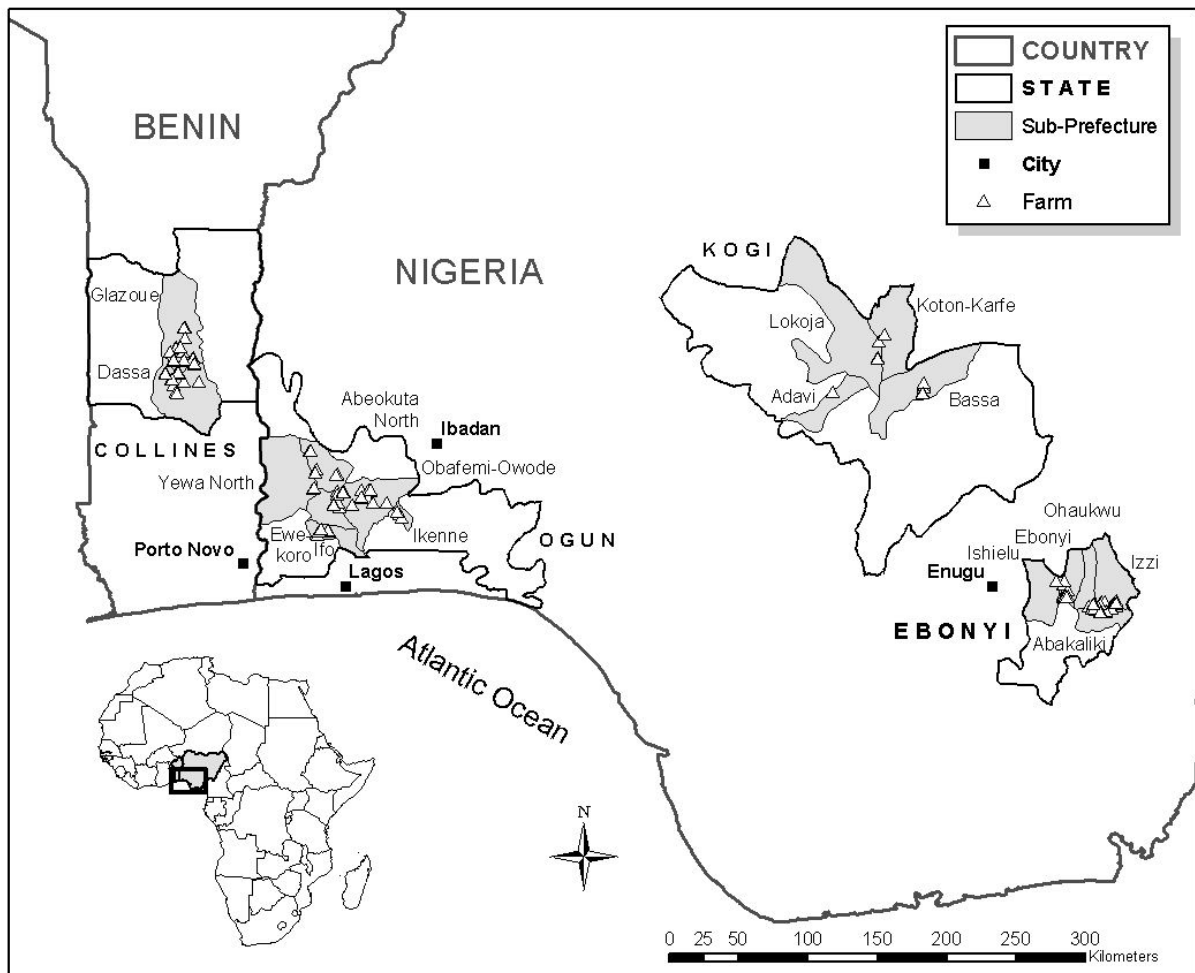 COUNTRY
STATE
Sub-Prefecture
City
Farm
BENIN
NIGERIA
KOGI
Glazoue
Koton-Karfe
Lokoja
Dassa
Adavi
Bassa
Abeokuta
North
Ibadan
COLLINES
Obafemi-Owode
Yewa North
Ewe-
koro
Ifo
Ikenne
OGUN
Porto Novo
Lagos
Ohaukwu
Ebonyi
Ishielu
Izzi
Enugu
EBONYI
Abakaliki
Atlantic Ocean
N
0 25 50 100 150 200 250 300
Kilometers